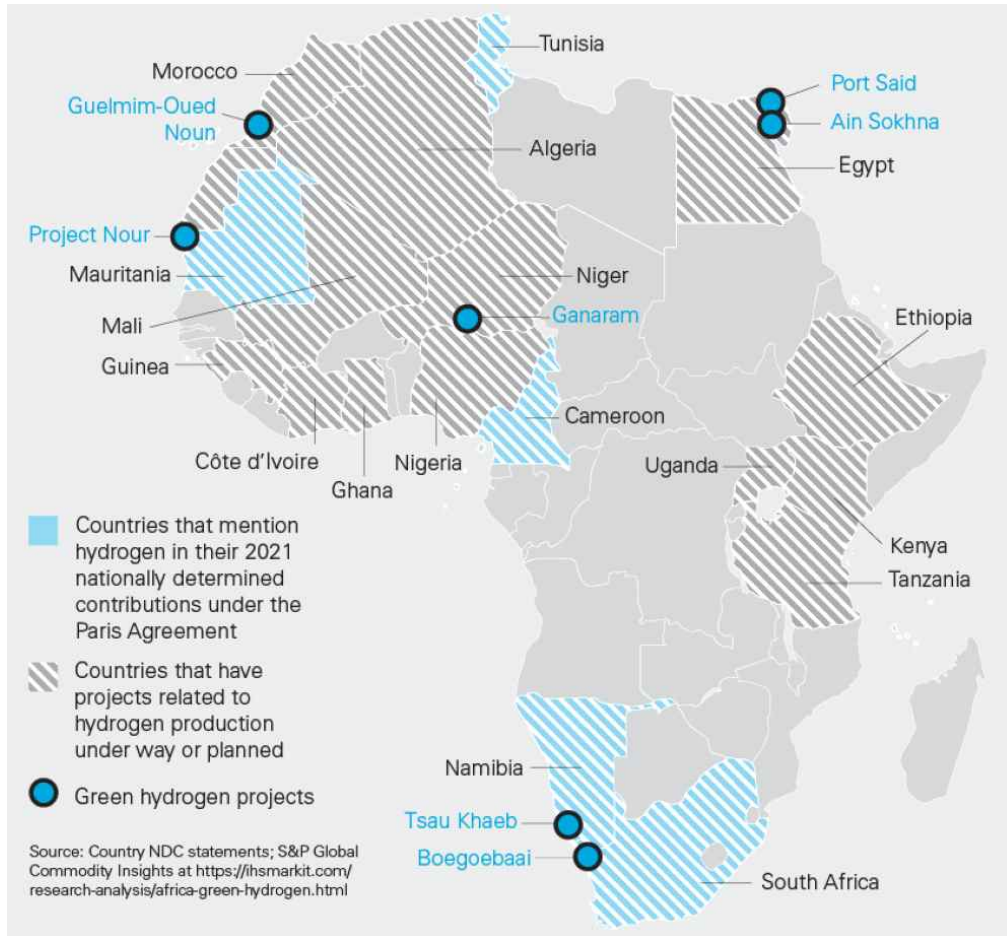 Tunisia
Morocco
Port Said
Guelmim-Oued
Noun
Ain Sokhna
Algeria
Egypt
Project Nour
Mauritania
Niger
Mali
Ganaram
Ethiopia
Guinea
Cameroon
Côte d'Ivoire
Nigeria
Uganda
Ghana
Countries that mention
hydrogen in their 2021
nationally determined
contributions under the
Paris Agreement
Kenya
Tanzania
Countries that have
projects related to
hydrogen production
under way or planned
Namibia
Green hydrogen projects
Tsau Khaeb
Boegoebaai
Source: Country NDC statements; S&P Global
Commodity Insights at https://ihsmarkit.com/
research-analysis/africa-green-hydrogen.html
South Africa